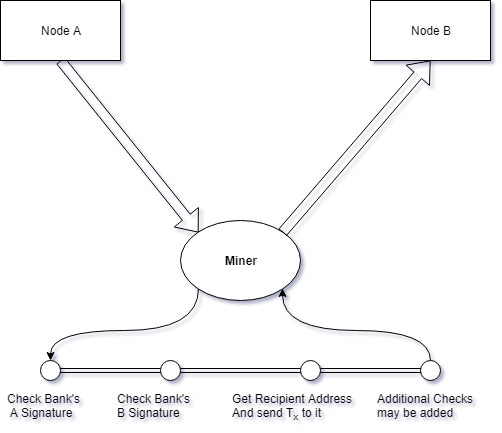 Node A
Node B
Miner
Check Bank's
A Signature
Check Bank's
B Signature
Get Recipient Address
And send Tx to it
Additional Checks
may be added